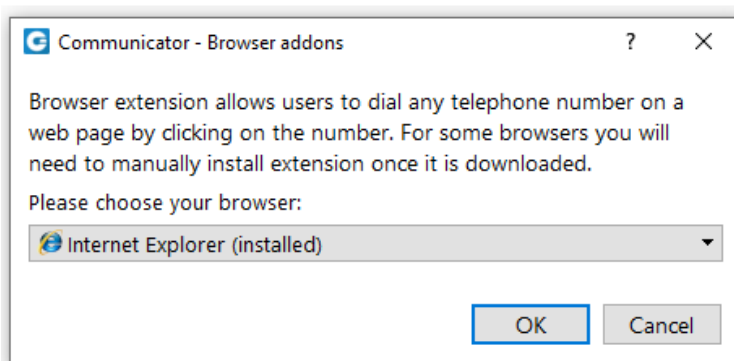 Communicator - Browser addons
Browser extension allows users to dial any telephone number on a
web page by clicking on the number. For some browsers you will
need to manually install extension once it is downloaded.
Please choose your browser:
Internet Explorer (installed)
OK Cancel